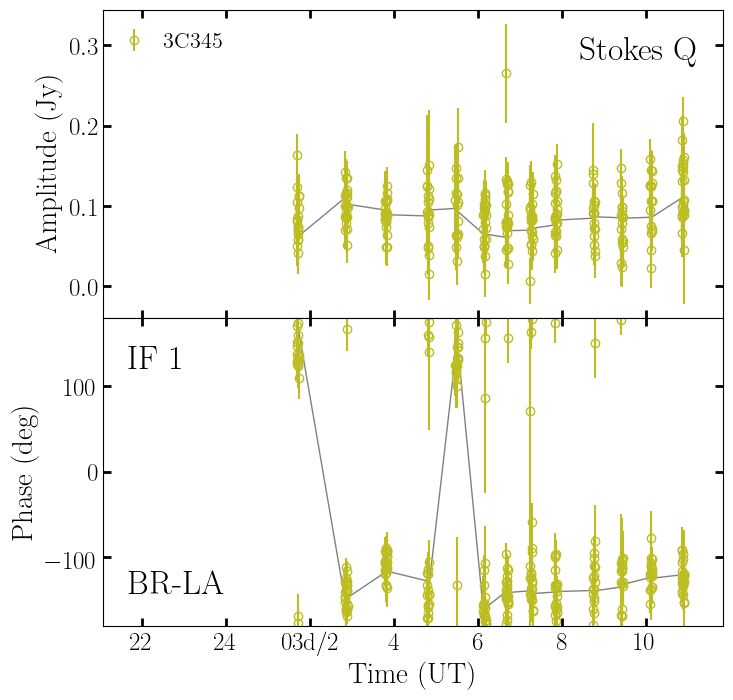 3C345
Stokes Q
0.3
0.2
0.1
0.0
Amplitude (Jy)
IF 1
100
0
−100
Phase (deg)
BR-LA
22 24 03d/2 4 6 8 10
Time (UT)